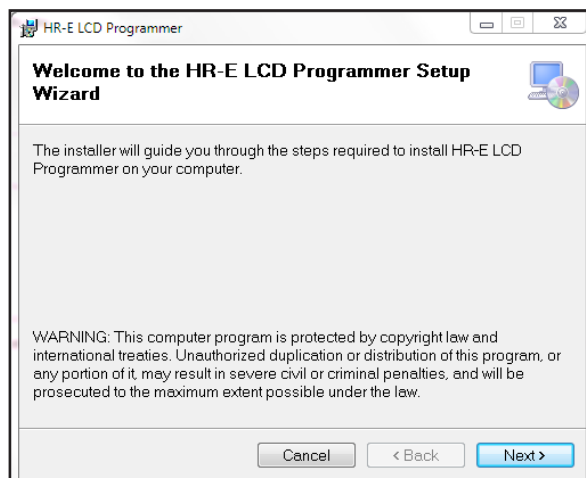 HR-E LCD Programmer
Welcome to the HR-E LCD Programmer Setup
Wizard
The installer will guide you through the steps required to install HR-E LCD
Programmer on your computer.
WARNING: This computer program is protected by copyright law and
international treaties. Unauthorized duplication or distribution of this program, or
any portion of it, may result in severe civil or criminal penalties, and will be
prosecuted to the maximum extent possible under the law.
Cancel < Back Next >